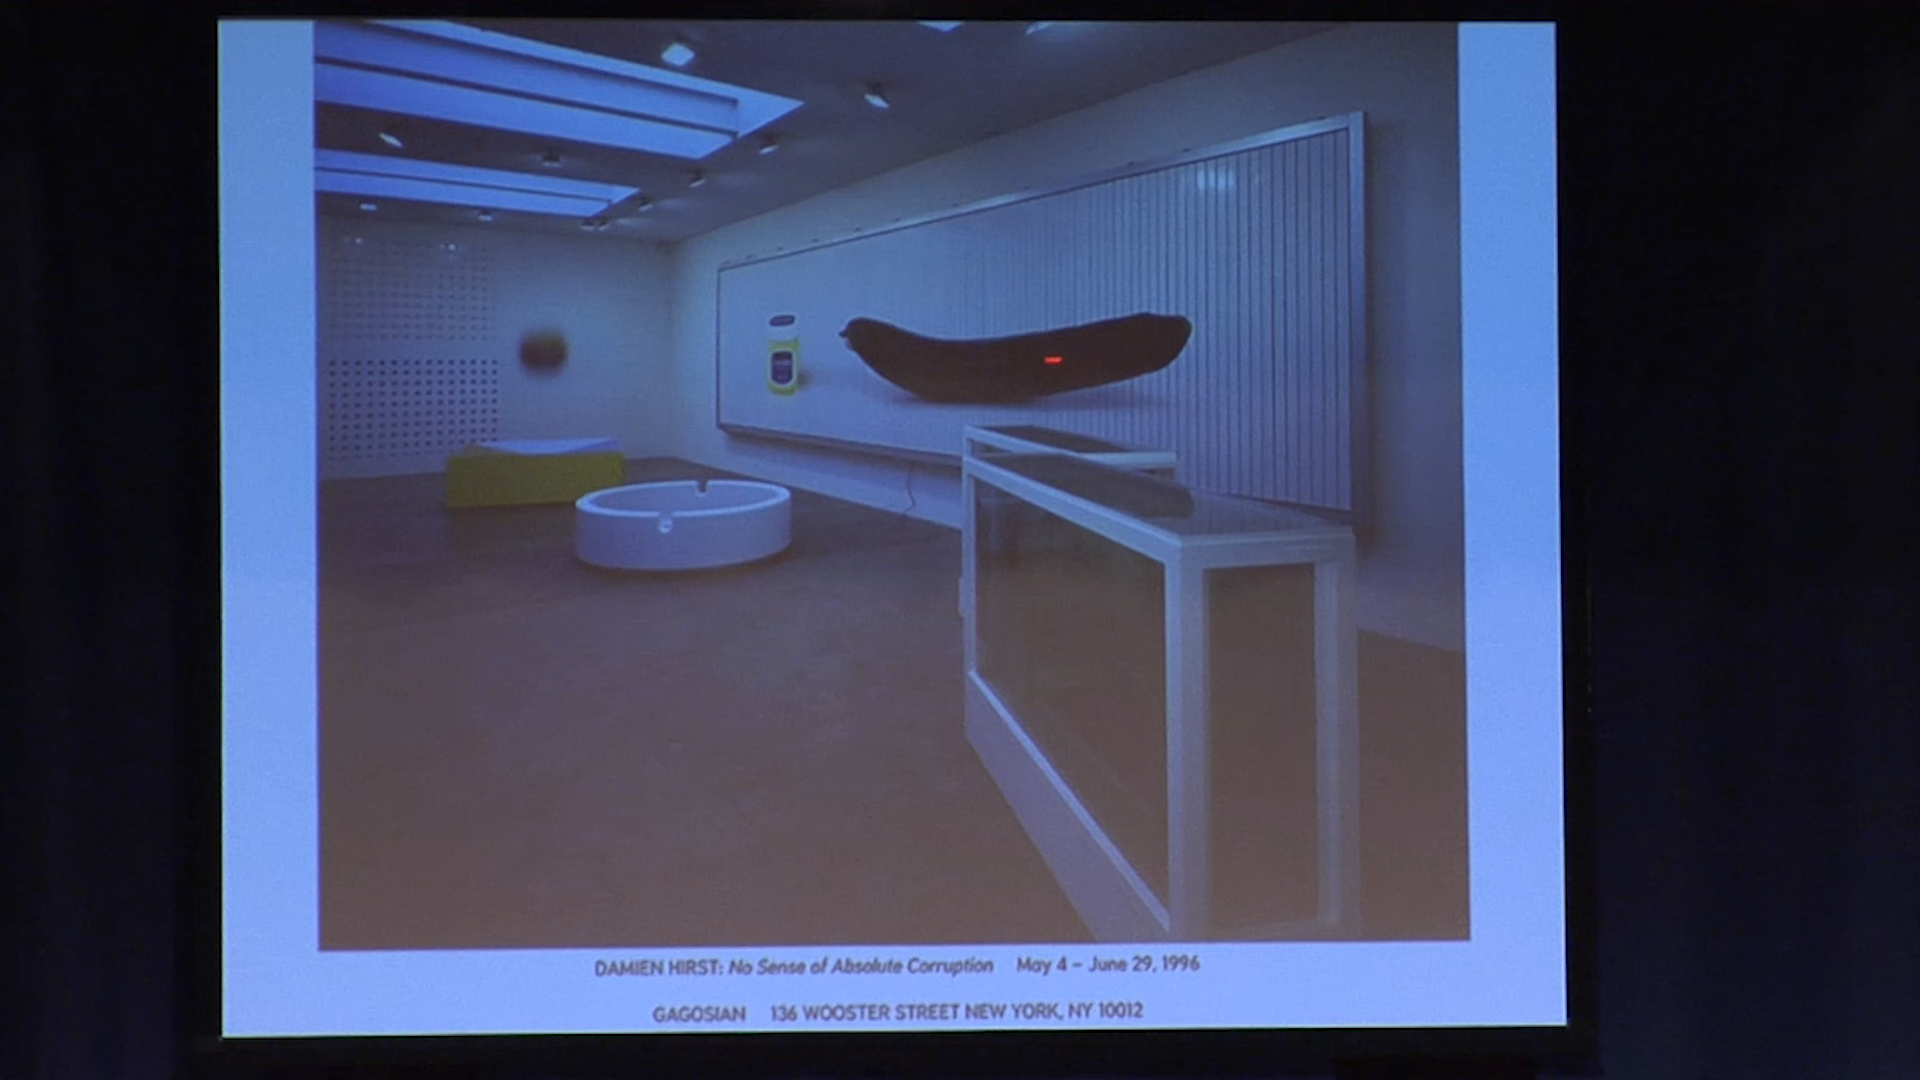 DAMIEN HIRST: No Sense of Absolute Corruption May 4 – June 29, 1996
GAGOSIAN 136 WOOSTER STREET NEW YORK, NY 10012